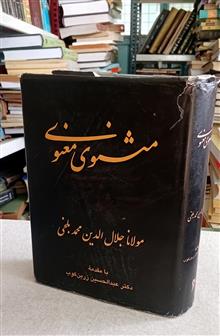 مثنوی معنوی
مولانا جلال الدین محمد بلخی
با مقدمهٔ
دکتر عبدالحسین زرین‌کوب